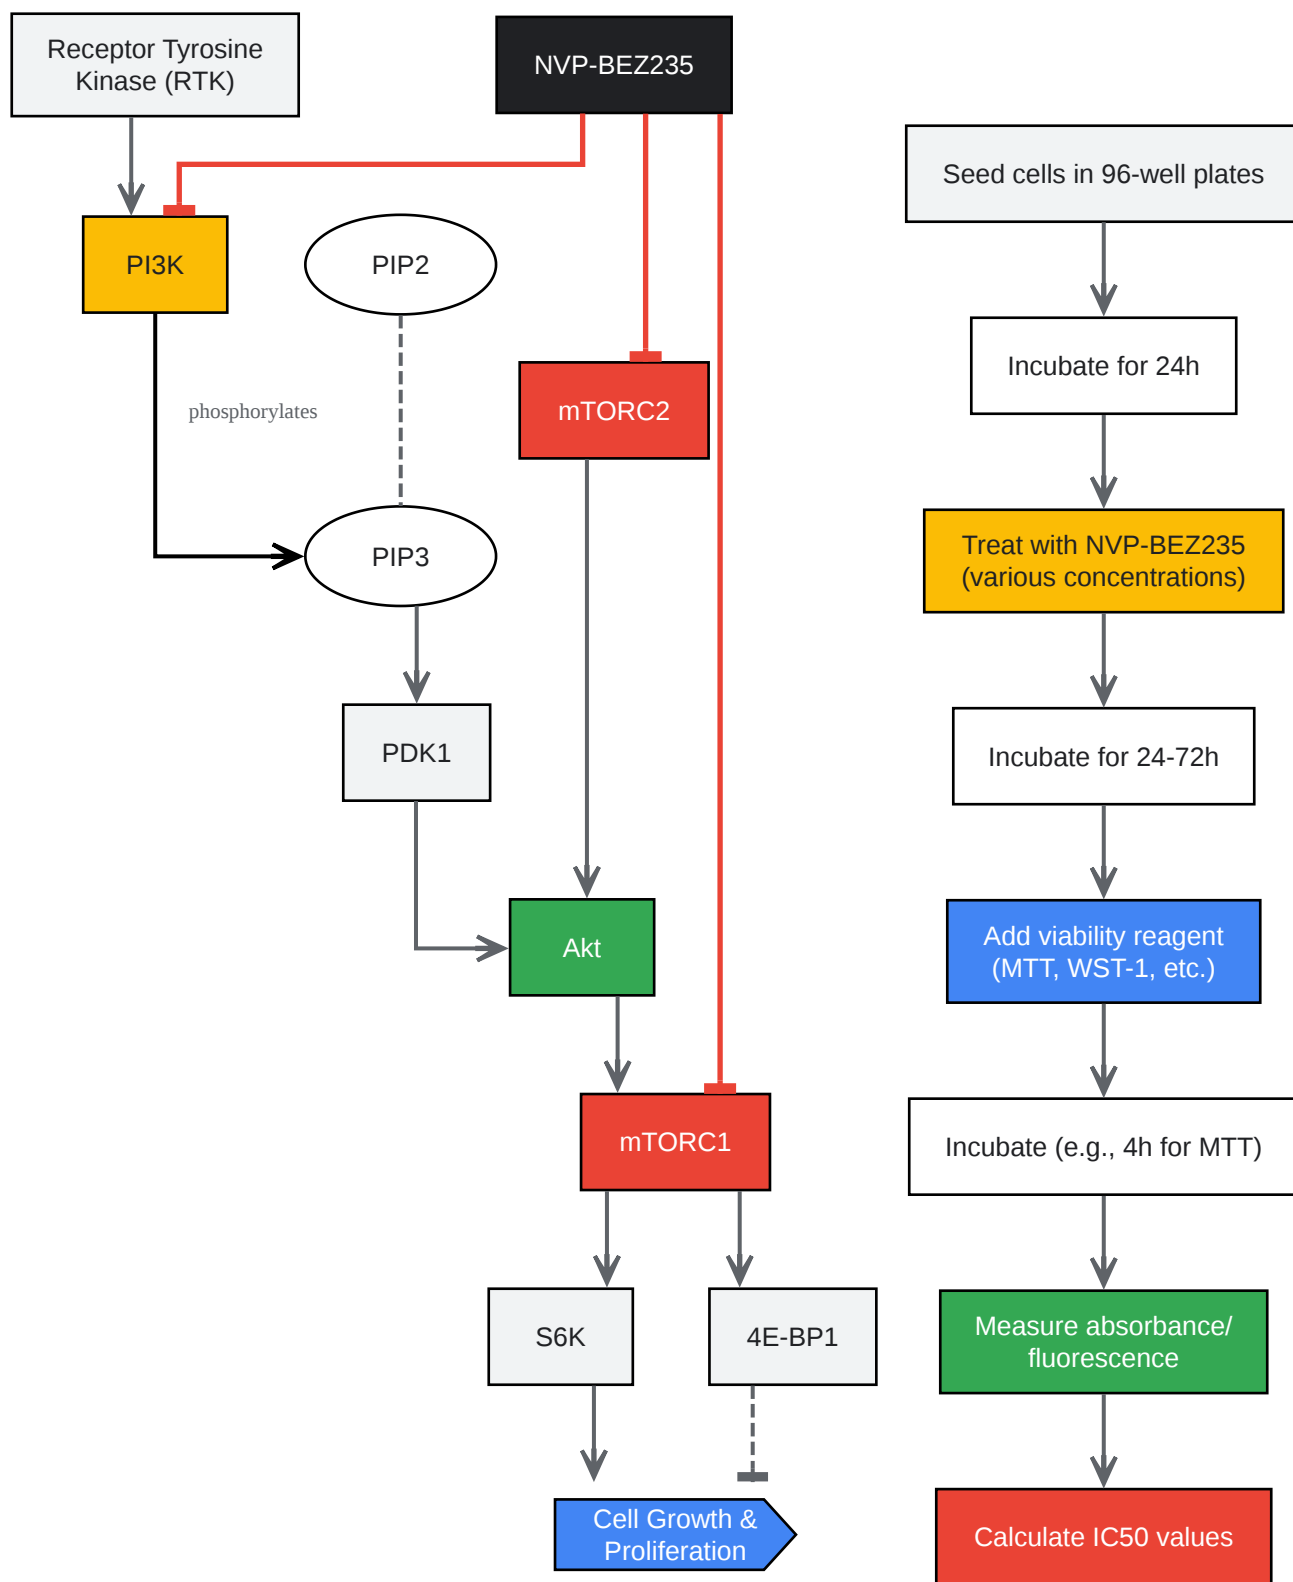 Receptor Tyrosine
Kinase (RTK)
NVP-BEZ235
PI3K
PIP2
phosphorylates
mTORC2
PIP3
PDK1
Akt
mTORC1
S6K
4E-BP1
Cell Growth &
Proliferation
Seed cells in 96-well plates
Incubate for 24h
Treat with NVP-BEZ235
(various concentrations)
Incubate for 24-72h
Add viability reagent
(MTT, WST-1, etc.)
Incubate (e.g., 4h for MTT)
Measure absorbance/
fluorescence
Calculate IC50 values